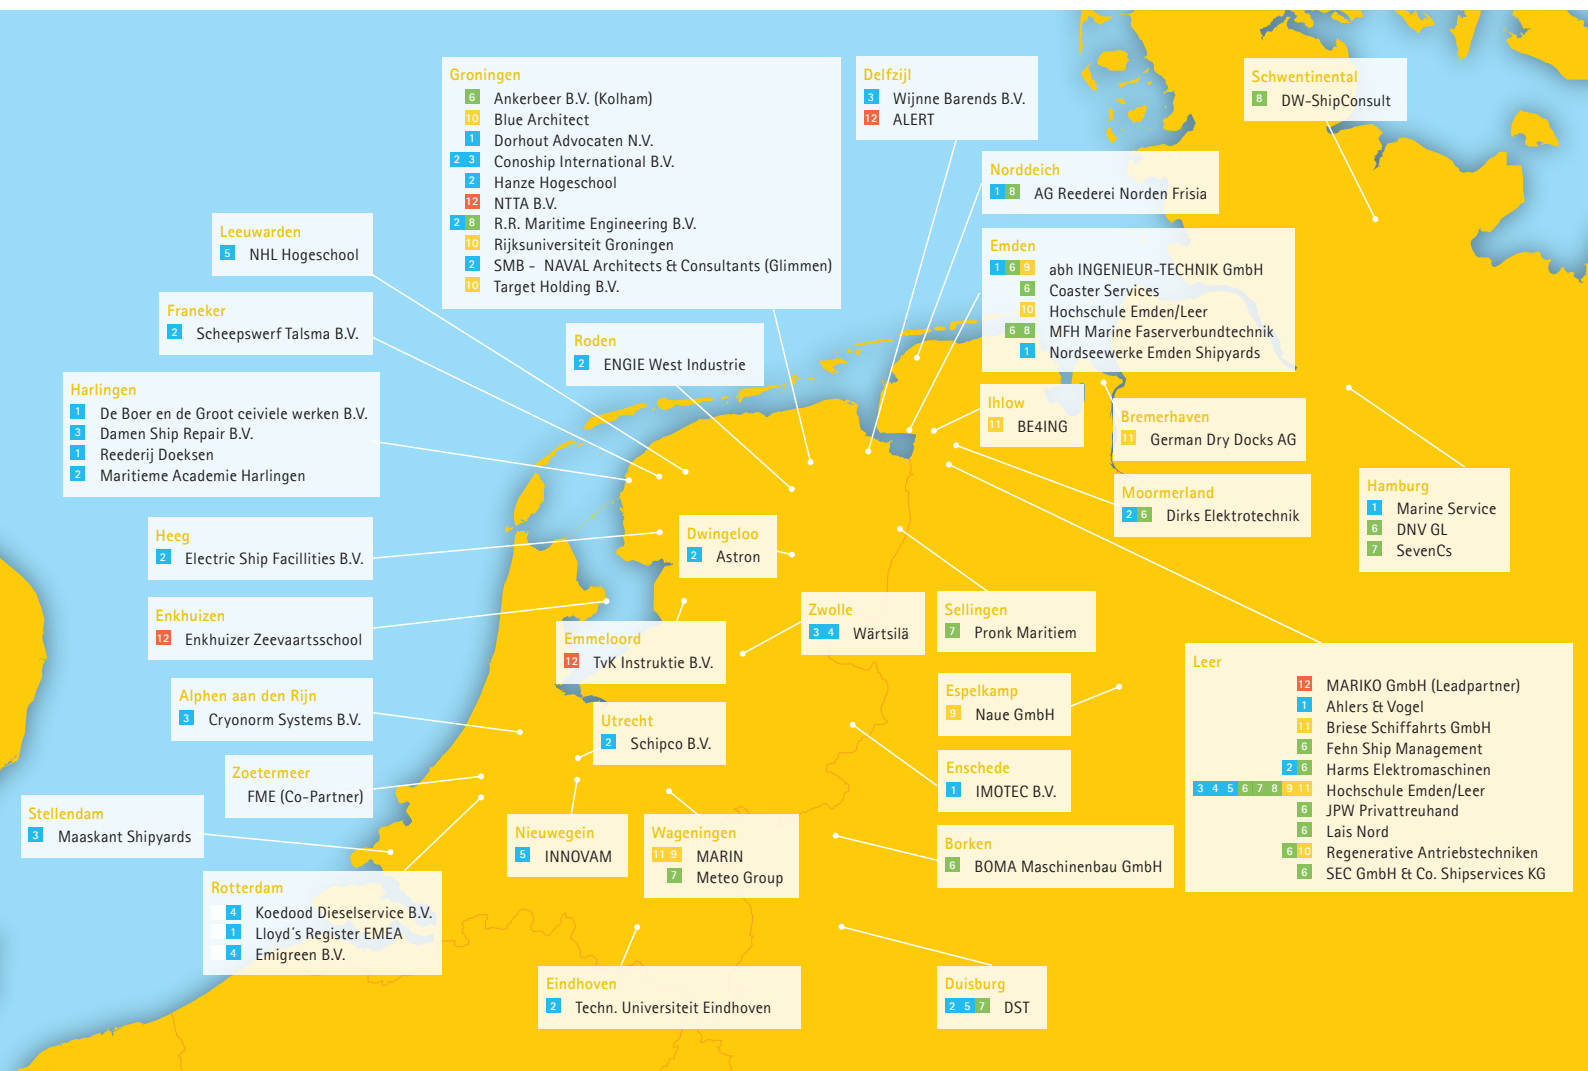 Groningen
6 Ankerbeer B.V. (Kolham)
10 Blue Architect
1 Dorhout Advocaten N.V.
2 3 Conoship International B.V.
2 Hanze Hogeschool
12 NTTA B.V.
2 8 R.R. Maritime Engineering B.V.
10 Rijksuniversiteit Groningen
2 SMB - NAVAL Architects & Consultants (Glimmen)
10 Target Holding B.V.
Delfzijl
3 Wijnne Barends B.V.
12 ALERT
Schwentinental
8 DW-ShipConsult
Norddeich
1 8 AG Reederei Norden Frisia
Leeuwarden
5 NHL Hogeschool
Emden
1 6 9 abh INGENIEUR-TECHNIK GmbH
6 Coaster Services
10 Hochschule Emden/Leer
6 8 MFH Marine Faserverbundtechnik
1 Nordseewerke Emden Shipyards
Franeker
2 Scheepswerf Talsma B.V.
Roden
2 ENGIE West Industrie
Harlingen
1 De Boer en de Groot ceiviele werken B.V.
3 Damen Ship Repair B.V.
1 Reederij Doeksen
2 Maritieme Academie Harlingen
Ihlow
11 BE4ING
Bremerhaven
11 German Dry Docks AG
Moormerland
2 6 Dirks Elektrotechnik
Hamburg
1 Marine Service
6 DNV GL
7 SevenCs
Heeg
2 Electric Ship Facillities B.V.
Dwingeloo
2 Astron
Enkhuizen
12 Enkhuizer Zeevaartsschool
Emmeloord
12 TvK Instruktie B.V.
Zwolle
3 4 Wärtsilä
Sellingen
7 Pronk Maritiem
Leer
12 MARIKO GmbH (Leadpartner)
1 Ahlers & Vogel
11 Briese Schiffahrts GmbH
6 Fehn Ship Management
2 6 Harms Elektromaschinen
3 4 5 6 7 8 9 11 Hochschule Emden/Leer
6 JPW Privattreuhand
6 Lais Nord
6 10 Regenerative Antriebstechniken
6 SEC GmbH & Co. Shipservices KG
Alphen aan den Rijn
3 Cryonorm Systems B.V.
Utrecht
2 Schipco B.V.
Espelkamp
9 Naue GmbH
Zoetermeer
FME (Co-Partner)
Enschede
1 IMOTEC B.V.
Stellendam
3 Maaskant Shipyards
Nieuwegein
5 INNOVAM
Wageningen
11 9 MARIN
7 Meteo Group
Borken
6 BOMA Maschinenbau GmbH
Rotterdam
4 Koedood Dieselservice B.V.
1 Lloyd´s Register EMEA
4 Emigreen B.V.
Eindhoven
2 Techn. Universiteit Eindhoven
Duisburg
2 5 7 DST